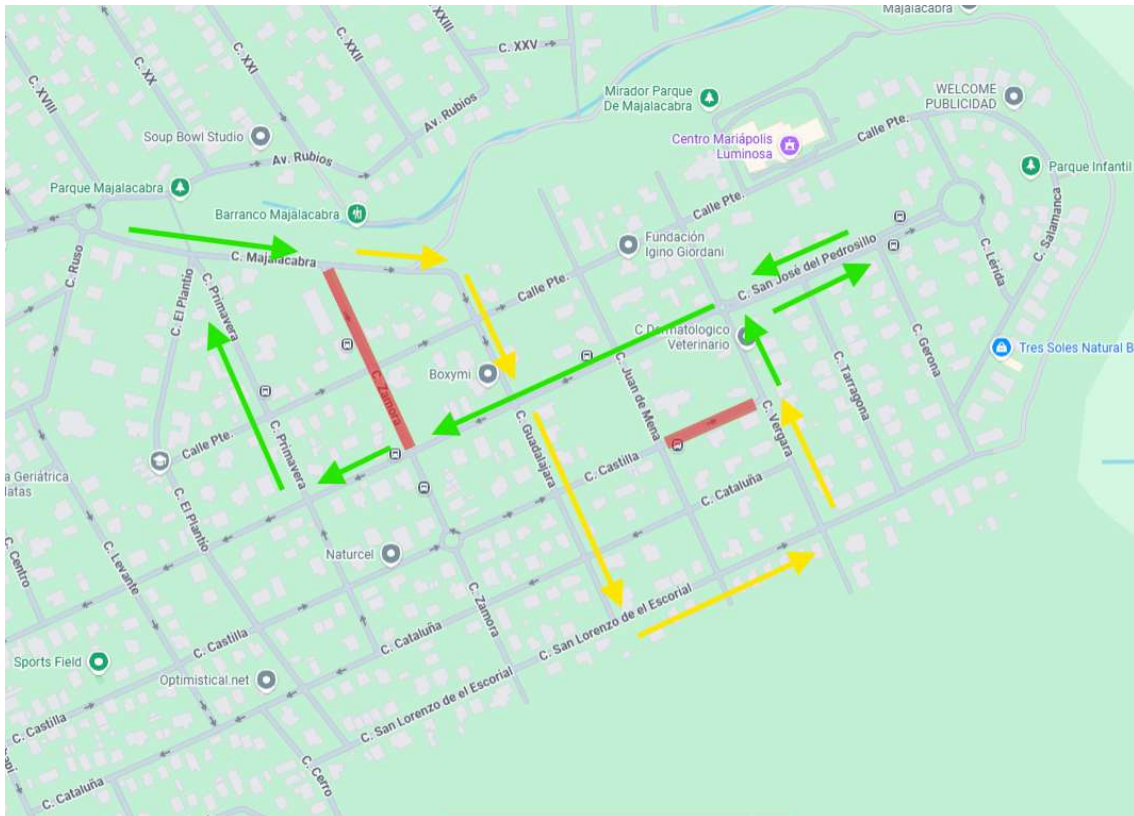 Majalacabra
C. XXIII
C. XXV
C. XXII
C. XXI
C. XX
C. XVIII
Mirador Parque
De Majalacabra
WELCOME
PUBLICIDAD
Av. Rubios
Soup Bowl Studio
Centro Mariápolis
Luminosa
Calle Pte.
Av. Rubios
Parque Infantil
Parque Majalacabra
Barranco Majalacabra
Calle Pte.
C. Salamanca
Fundación
Igino Giordani
C. Ruso
C. Majalacabra
C. San José del Pedrosillo
C. Lérida
C. El Plantío
C. Primavera
Calle Pte.
C Dermatologico
Veterinario
Tres Soles Natural B
C. Gerona
C. Tarragona
Boxymi
C. Juan de Mena
C. Zamora
C. Vergara
C. Guadalajara
Calle Pte.
C. Primavera
a Geriátrica
latas
C. Castilla
C. Cataluña
C. El Plantío
Naturcel
C. Centro
C. Levante
C. Zamora
C. San Lorenzo de el Escorial
C. Castilla
C. Cataluña
Sports Field
Optimistical.net
C. San Lorenzo de el Escorial
C. Castilla
C. Cerro
C. Cataluña